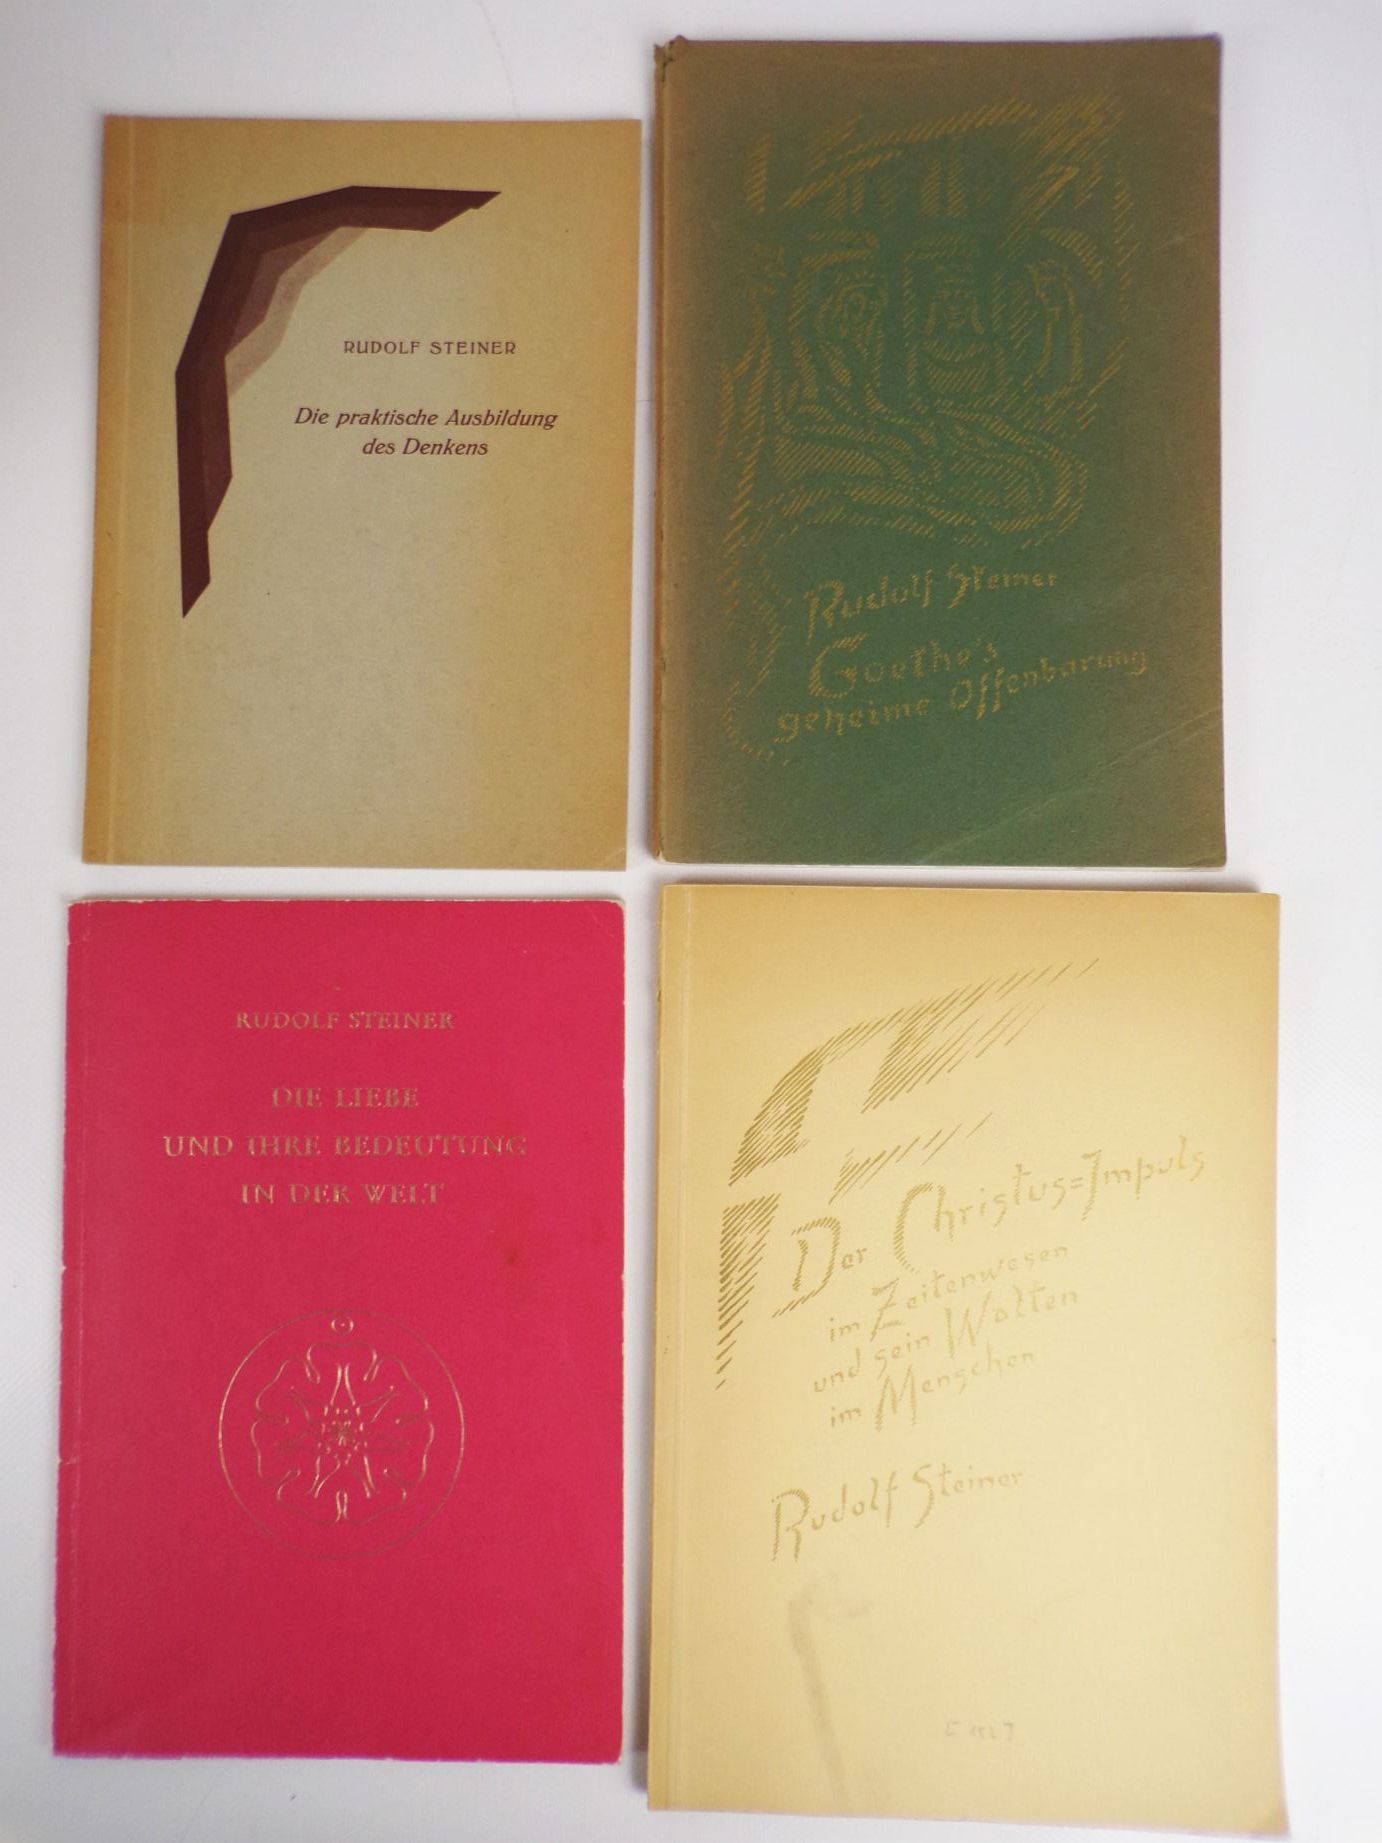 RUDOLF STEINER
Die praktische Ausbildung
des Denkens
Rudolf Steiner
Goethe's
geheime Offenbarung
RUDOLF STEINER
DIE LIEBE
UND IHRE BEDEUTUNG
IN DER WELT
Der Christus=Impuls
im Zeitenwesen
und sein Walten
im Menschen
Rudolf Steiner